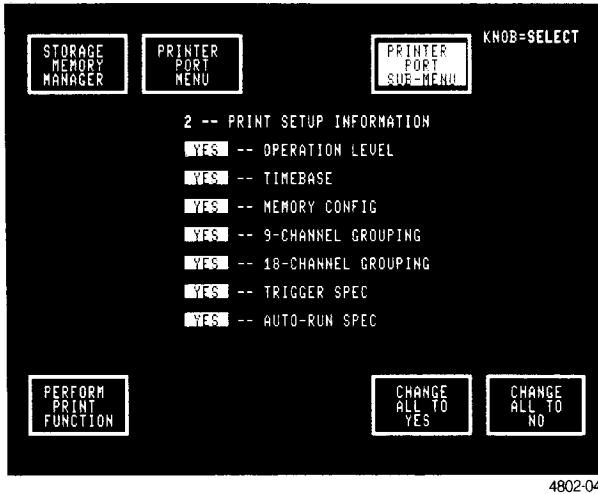 KNOB=SELECT
STORAGE
MEMORY
MANAGER
PRINTER
PORT
MENU
PRINTER
PORT
SUB-MENU
2 -- PRINT SETUP INFORMATION
YES -- OPERATION LEVEL
YES -- TIMEBASE
YES -- MEMORY CONFIG
YES -- 9-CHANNEL GROUPING
YES -- 18-CHANNEL GROUPING
YES -- TRIGGER SPEC
YES -- AUTO-RUN SPEC
PERFORM
PRINT
FUNCTION
CHANGE
ALL TO
YES
CHANGE
ALL TO
NO
4802-04